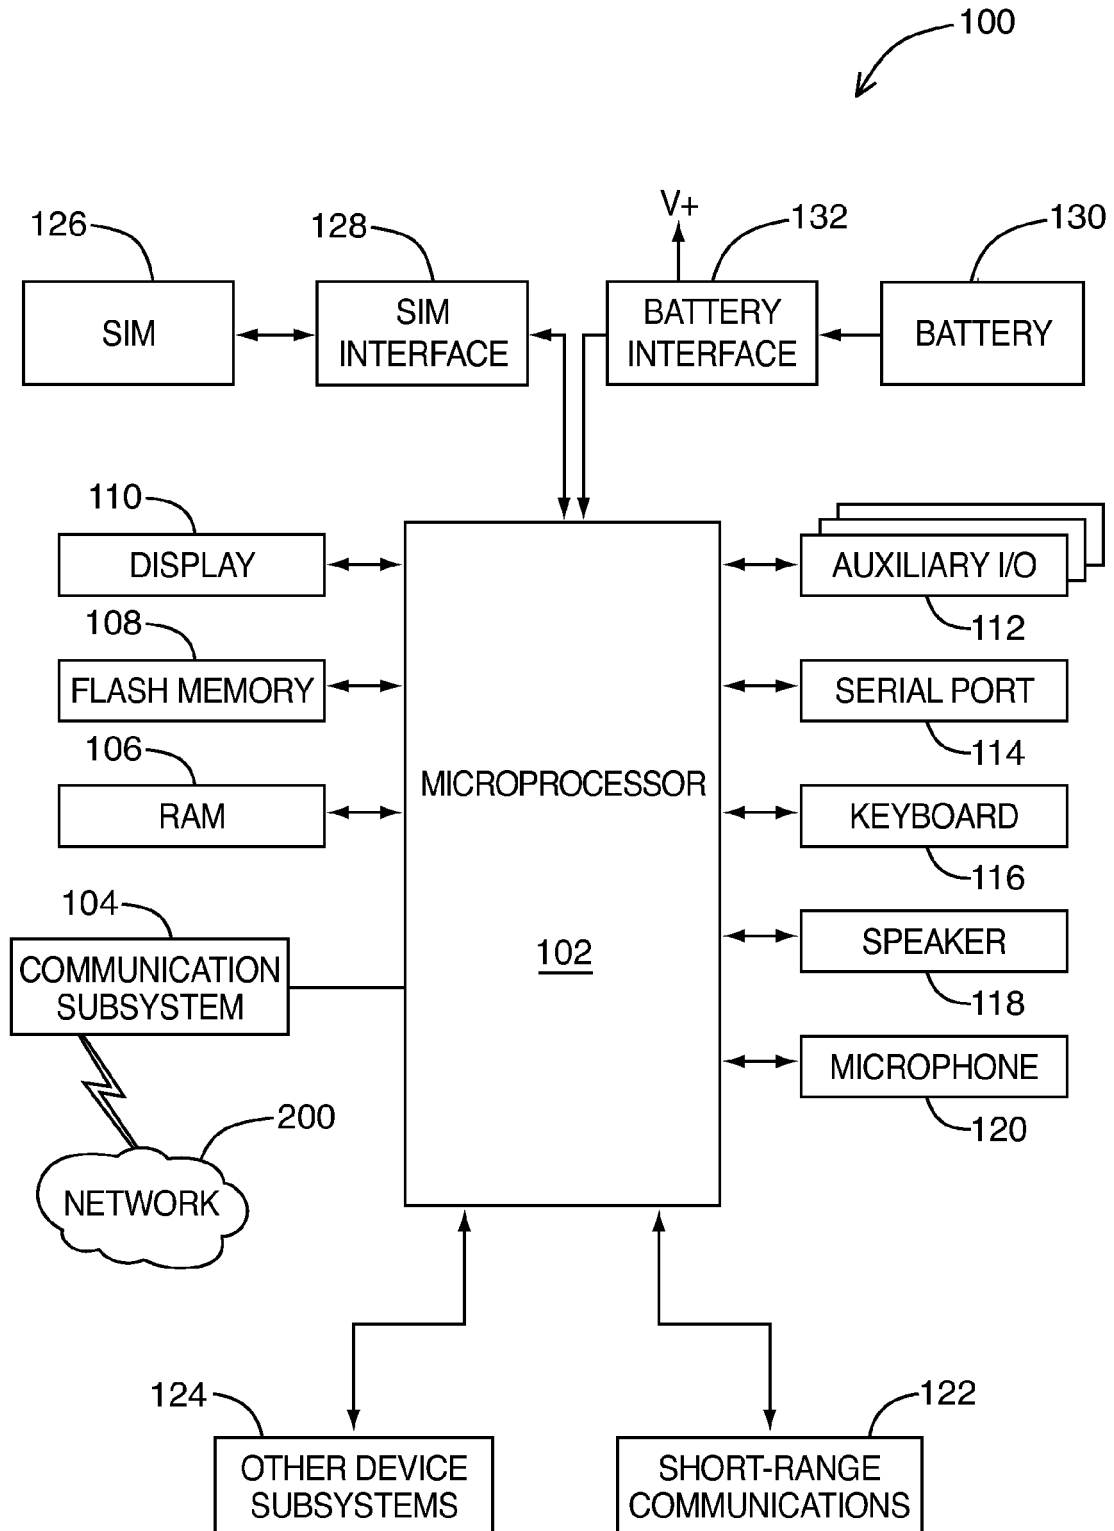 100
V+
126
128
132
130
SIM
SIM
INTERFACE
BATTERY
INTERFACE
BATTERY
110
DISPLAY
AUXILIARY I/O
112
108
FLASH MEMORY
SERIAL PORT
114
106
RAM
MICROPROCESSOR
KEYBOARD
116
104
COMMUNICATION
SUBSYSTEM
102
SPEAKER
118
MICROPHONE
120
200
NETWORK
124
OTHER DEVICE
SUBSYSTEMS
122
SHORT-RANGE
COMMUNICATIONS